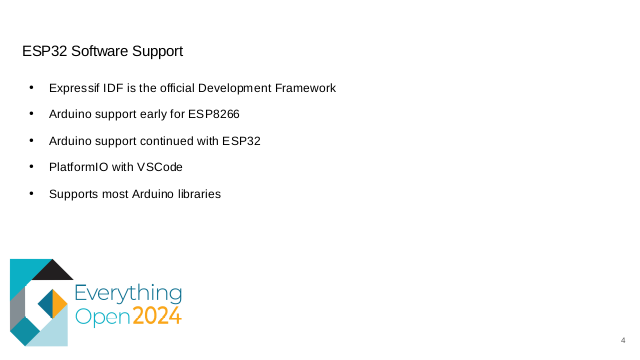 ESP32 Software Support
• Expressif IDF is the official Development Framework
• Arduino support early for ESP8266
• Arduino support continued with ESP32
• PlatformIO with VSCode
• Supports most Arduino libraries
Everything
Open2024
4